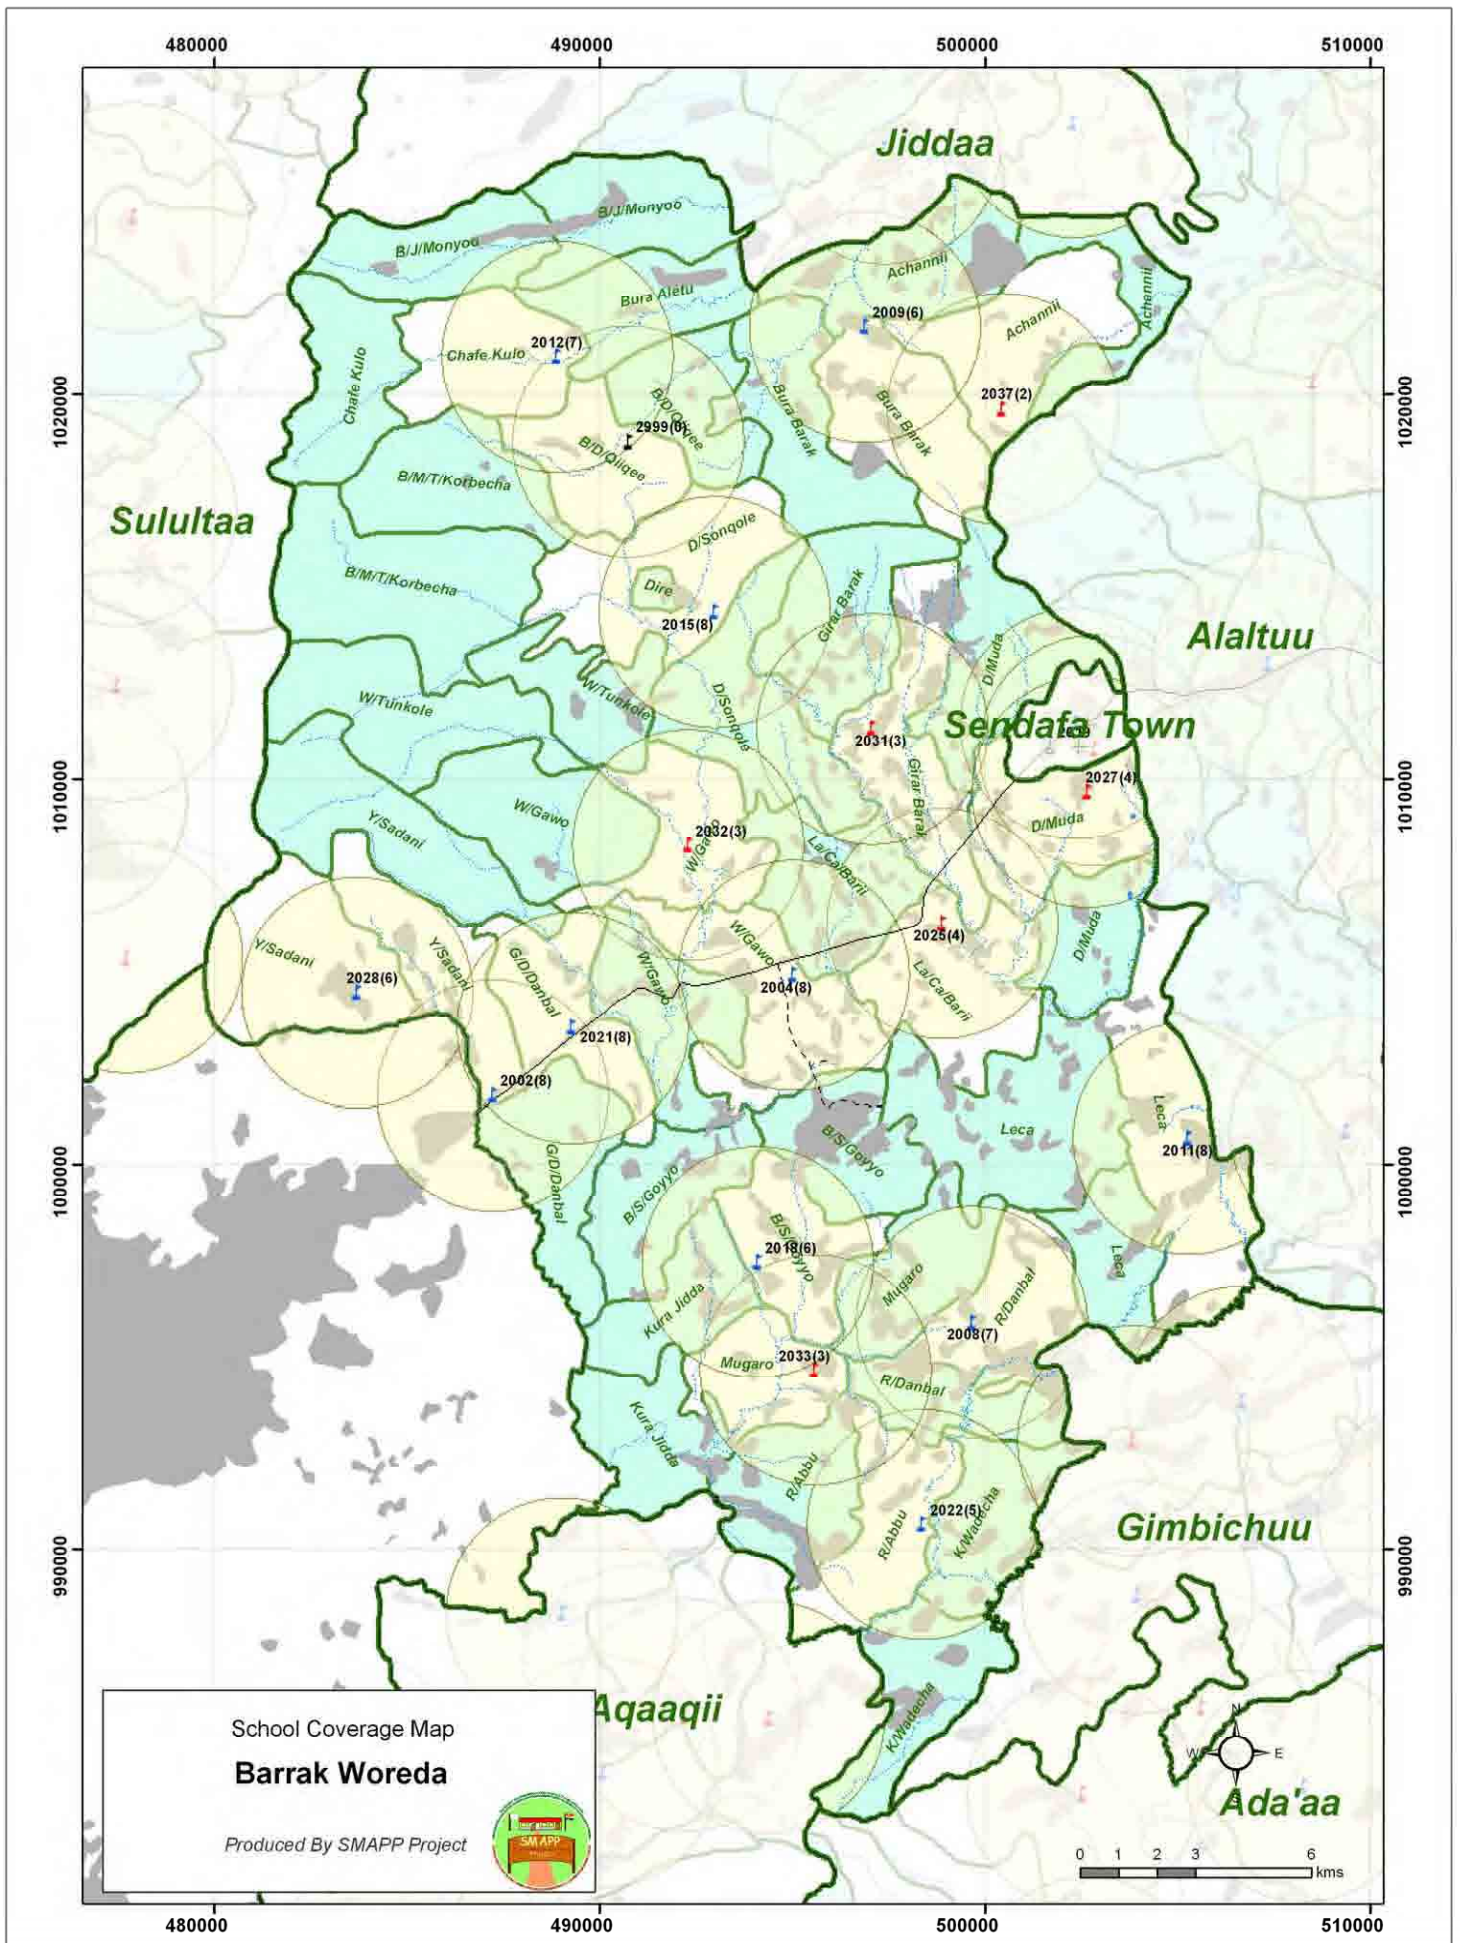 480000
490000
500000
510000
Jiddaa
B/J/Monyoo
B/J/Monyoo
Achannii
Bura Aletu
Achannii
Achannii
2009(6)
2012(7)
Chafe Kulo
Chafe Kulo
2037(2)
1020000
1020000
B/D/Qliqee
Bura Barak
Bura Barak
2999(0)
B/D/Qliqee
B/M/T/Korbecha
Sulultaa
D/Sonqole
B/M/T/Korbecha
Dire
Girar Barak
2015(8)
Alaltuu
D/Muda
W/Tunkole
W/Tunkole
D/Sonqole
Sendafa Town
2031(3)
1010000
1010000
2027(4)
Girar Barak
W/Gawo
Y/Sadani
D/Muda
2032(3)
W/Gawo
La/Ca/Barii
W/Gawo
2025(4)
D/Muda
Y/Sadani
Y/Sadani
G/D/Danbal
W/Gawo
2028(6)
2004(8)
La/Ca/Barii
2021(8)
2002(8)
Leca
Leca
B/S/Goyyo
2011(8)
1000000
1000000
G/D/Danbal
B/S/Goyyo
B/S/Goyyo
2018(6)
Leca
Mugaro
R/Danbal
Kura Jidda
2008(7)
2033(3)
Mugaro
R/Danbal
Kura Jidda
R/Abbu
2022(5)
R/Abbu
K/Wadecha
Gimbichuu
990000
990000
K/Wadecha
Aqaaqii
School Coverage Map
Barrak Woreda
Produced By SMAPP Project
SMAPP
N
W
E
S
Ada'aa
0 1 2 3 6
kms
480000
490000
500000
510000